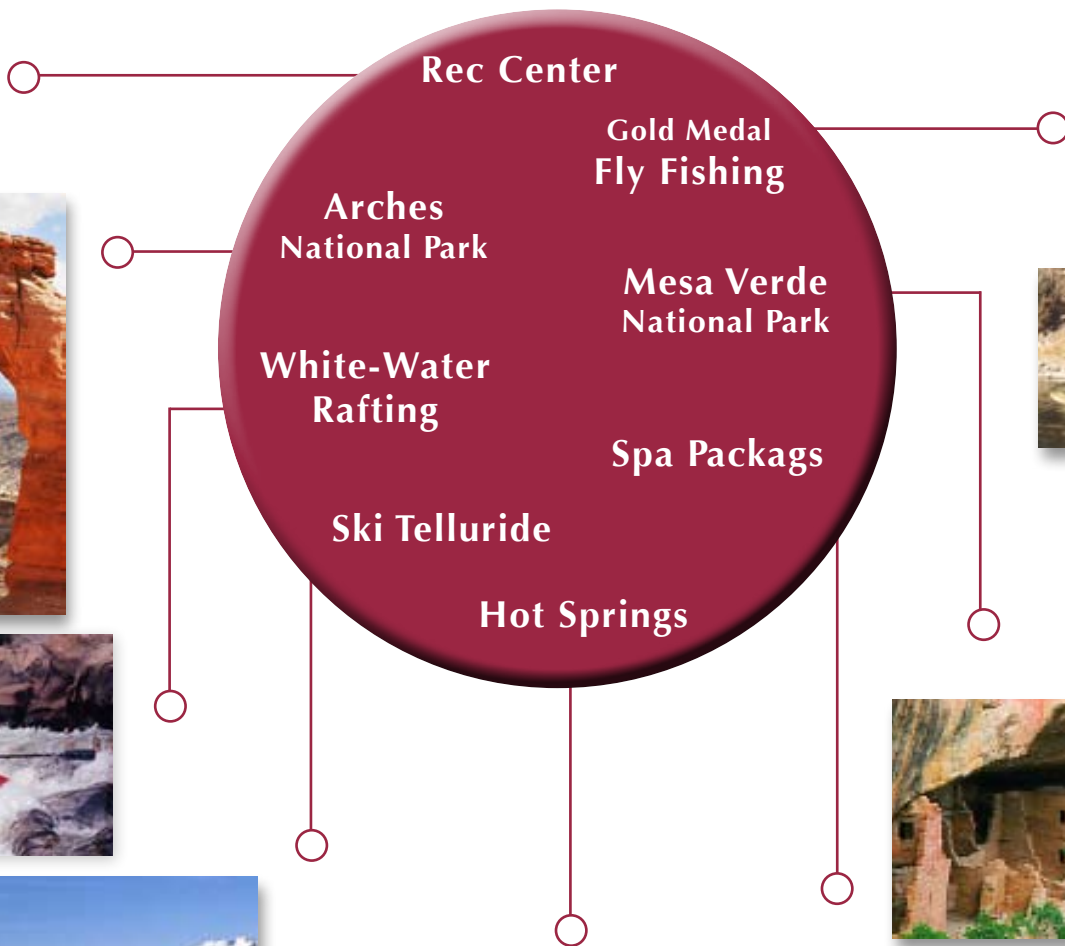 Rec Center
Gold Medal
Fly Fishing
Arches
National Park
Mesa Verde
National Park
White-Water
Rafting
Spa Packags
Ski Telluride
Hot Springs